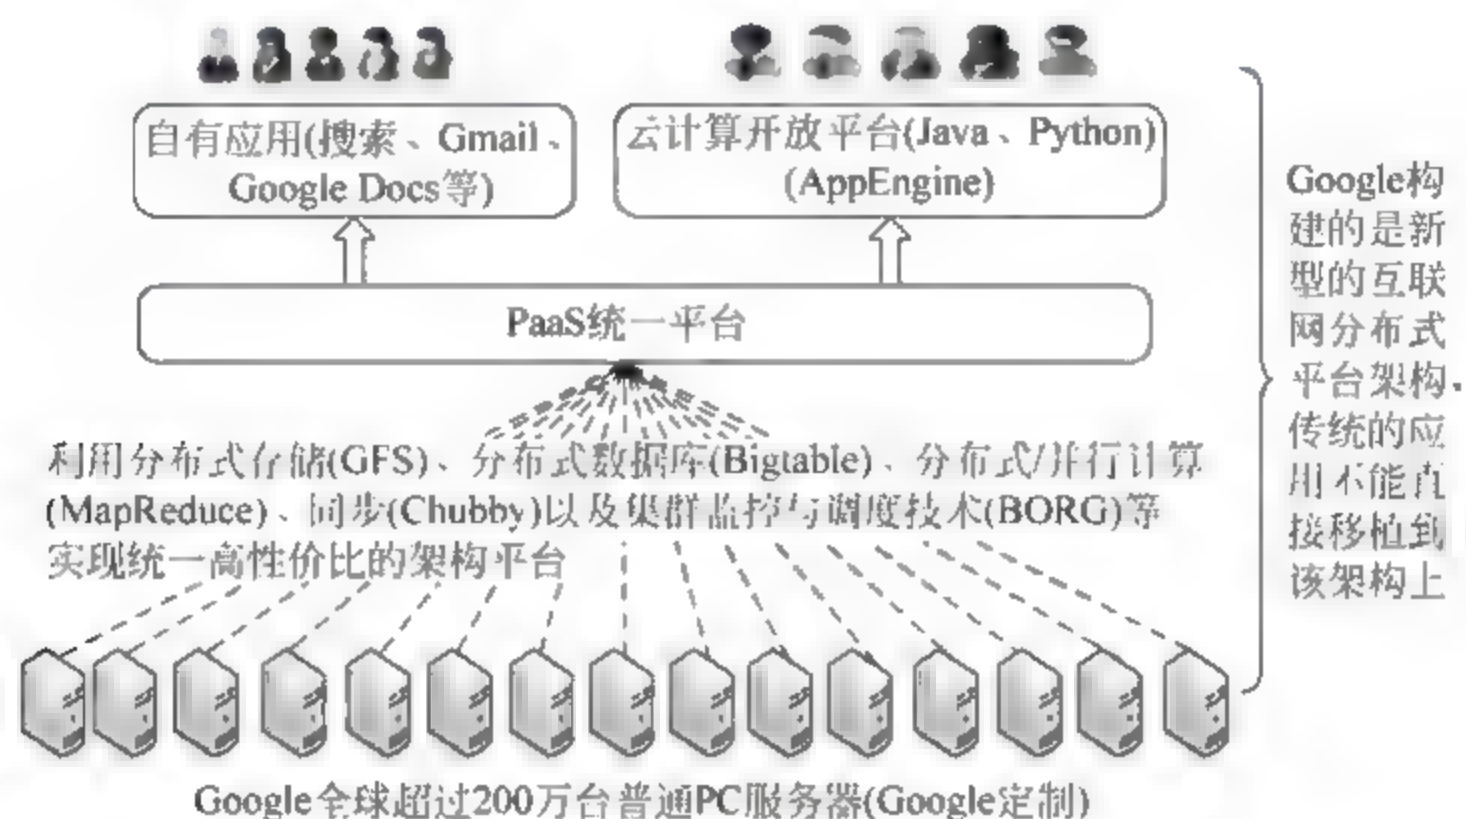 自有应用(搜索、Gmail、
Google Docs等)
云计算开放平台(Java、Python)
(AppEngine)
PaaS统一平台
利用分布式存储(GFS)、分布式数据库(Bigtable)、分布式/并行计算
(MapReduce)、同步(Chubby)以及集群监控与调度技术(BORG)等
实现统一高性价比的架构平台
Google全球超过200万台普通PC服务器(Google定制)
Google构
建的是新
型的互联
网分布式
平台架构.
传统的应
用不能直
接移植到
该架构上